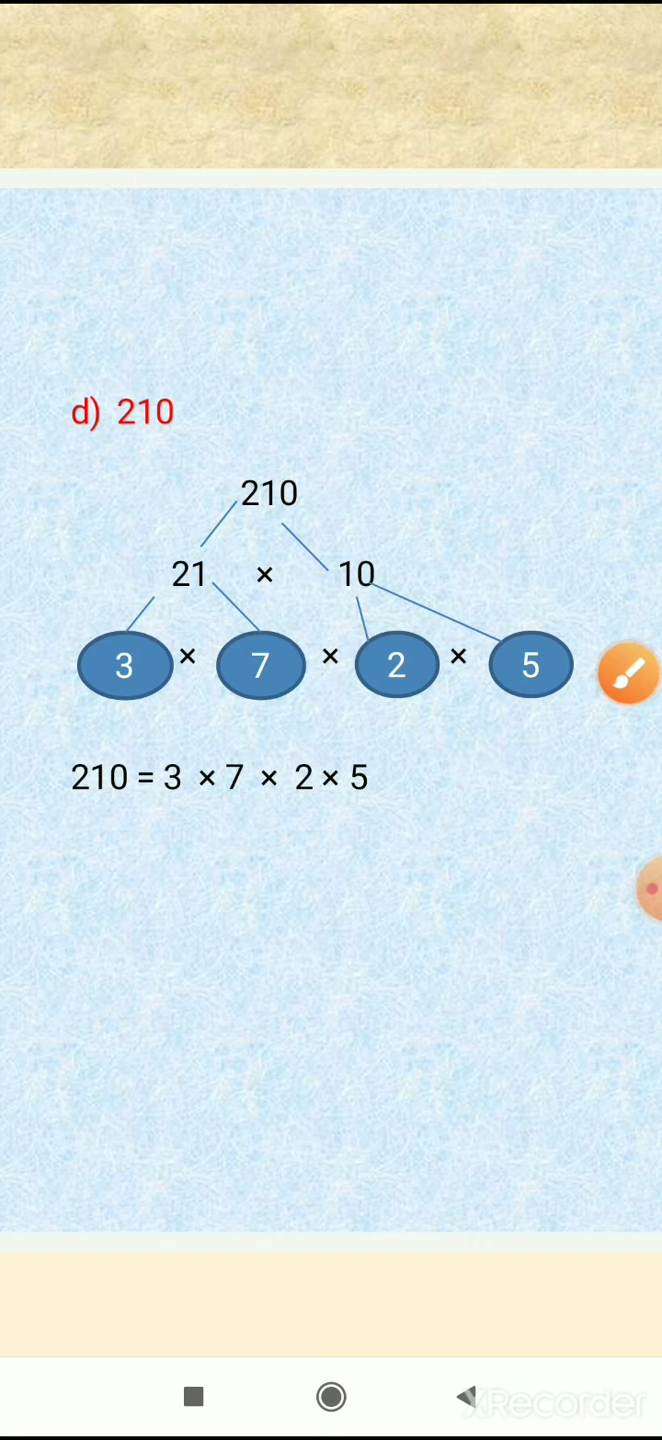 d) 210
210
21 × 10
3 × 7 × 2 × 5
210 = 3 × 7 × 2 × 5
XRecorder